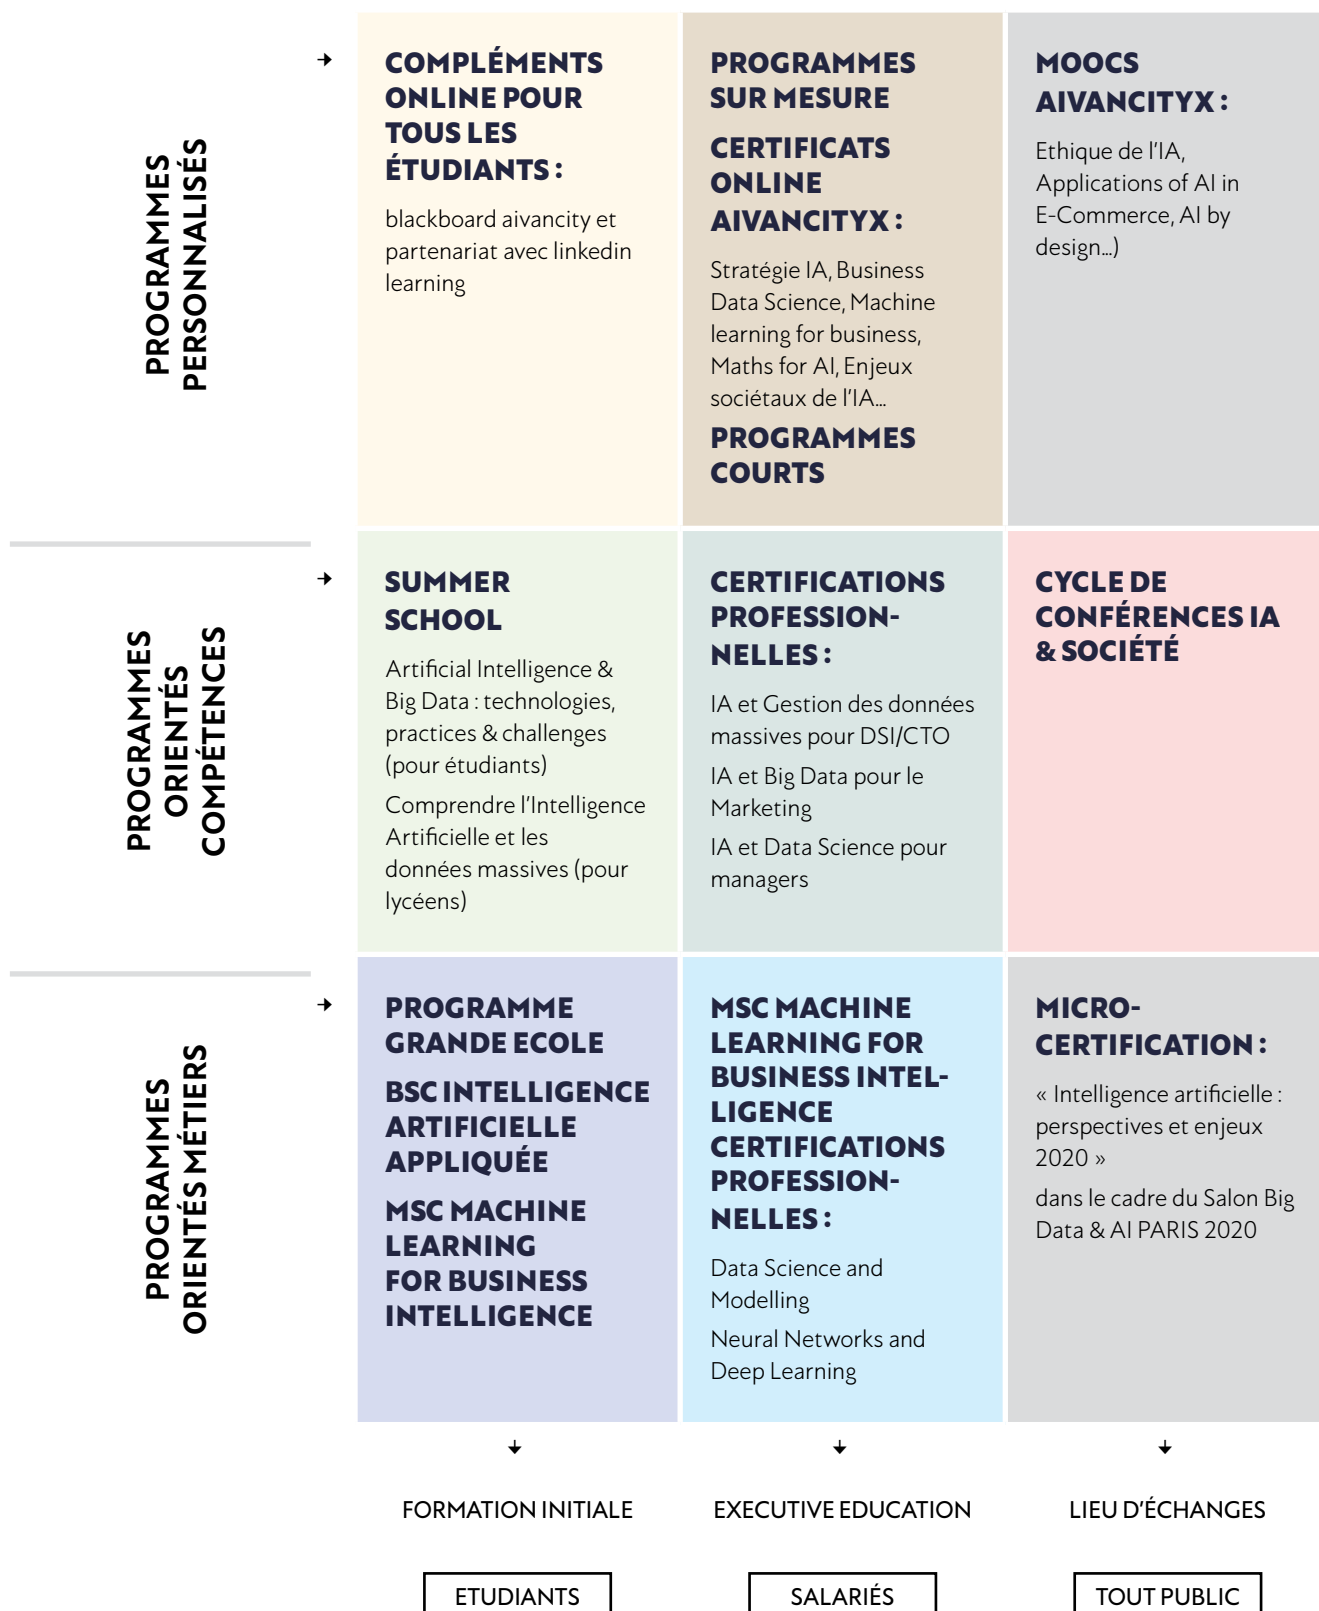 PROGRAMMES
PERSONNALISÉS
COMPLÉMENTS
ONLINE POUR
TOUS LES
ÉTUDIANTS :
blackboard aivancity et
partenariat avec linkedin
learning
PROGRAMMES
SUR MESURE
CERTIFICATS
ONLINE
AIVANCITYX :
Stratégie IA, Business
Data Science, Machine
learning for business,
Maths for AI, Enjeux
sociétaux de l'IA...
PROGRAMMES
COURTS
MOOCS
AIVANCITYX :
Ethique de l'IA,
Applications of AI in
E-Commerce, AI by
design...)
PROGRAMMES
ORIENTÉS
COMPÉTENCES
SUMMER
SCHOOL
Artificial Intelligence &
Big Data : technologies,
practices & challenges
(pour étudiants)
Comprendre l'Intelligence
Artificielle et les
données massives (pour
lycéens)
CERTIFICATIONS
PROFESSION-
NELLES :
IA et Gestion des données
massives pour DSI/CTO
IA et Big Data pour le
Marketing
IA et Data Science pour
managers
CYCLE DE
CONFÉRENCES IA
& SOCIÉTÉ
PROGRAMMES
ORIENTÉS MÉTIERS
PROGRAMME
GRANDE ECOLE
BSC INTELLIGENCE
ARTIFICIELLE
APPLIQUÉE
MSC MACHINE
LEARNING
FOR BUSINESS
INTELLIGENCE
MSC MACHINE
LEARNING FOR
BUSINESS INTEL-
LIGENCE
CERTIFICATIONS
PROFESSION-
NELLES :
Data Science and
Modelling
Neural Networks and
Deep Learning
MICRO-
CERTIFICATION :
« Intelligence artificielle :
perspectives et enjeux
2020 »
dans le cadre du Salon Big
Data & AI PARIS 2020
FORMATION INITIALE
EXECUTIVE EDUCATION
LIEU D'ÉCHANGES
ETUDIANTS
SALARIÉS
TOUT PUBLIC